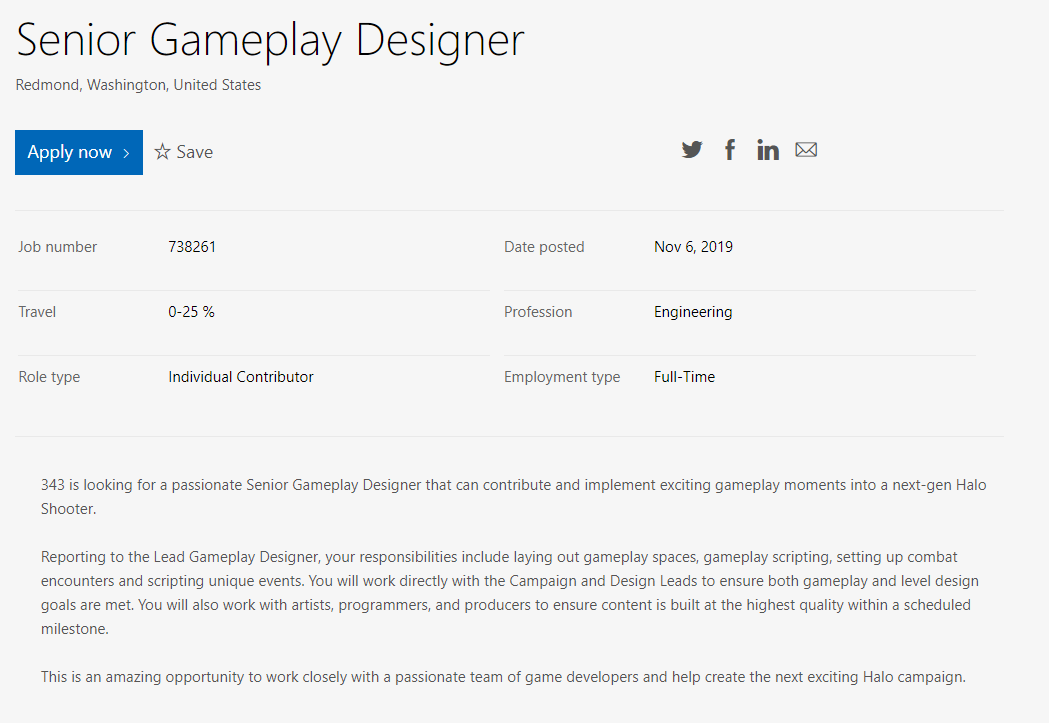 Senior Gameplay Designer
Redmond, Washington, United States
Apply now
Save
Job number 738261 Date posted Nov 6, 2019
Travel 0-25 % Profession Engineering
Role type Individual Contributor Employment type Full-Time
343 is looking for a passionate Senior Gameplay Designer that can contribute and implement exciting gameplay moments into a next-gen Halo
Shooter.
Reporting to the Lead Gameplay Designer, your responsibilities include laying out gameplay spaces, gameplay scripting, setting up combat
encounters and scripting unique events. You will work directly with the Campaign and Design Leads to ensure both gameplay and level design
goals are met. You will also work with artists, programmers, and producers to ensure content is built at the highest quality within a scheduled
milestone.
This is an amazing opportunity to work closely with a passionate team of game developers and help create the next exciting Halo campaign.